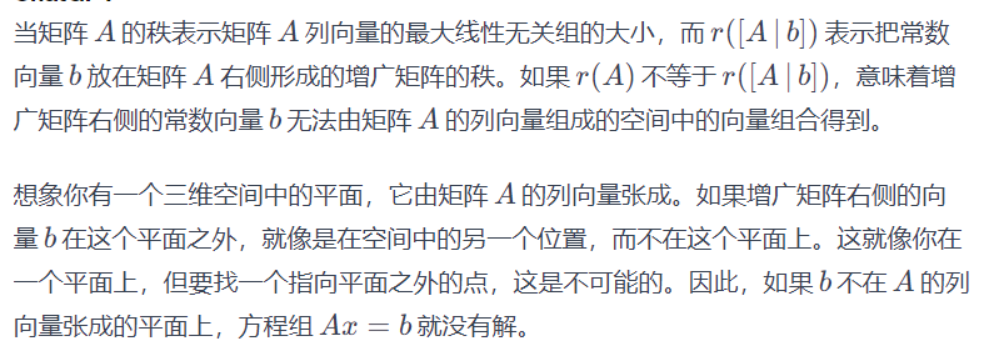 当矩阵 A 的秩表示矩阵 A 列向量的最大线性无关组的大小，而 r([A | b]) 表示把常数
向量 b 放在矩阵 A 右侧形成的增广矩阵的秩。如果 r(A) 不等于 r([A | b])，意味着增
广矩阵右侧的常数向量 b 无法由矩阵 A 的列向量组成的空间中的向量组合得到。
想象你有一个三维空间中的平面，它由矩阵 A 的列向量张成。如果增广矩阵右侧的向
量 b 在这个平面之外，就像是在空间中的另一个位置，而不在这个平面上。这就像你在
一个平面上，但要找一个指向平面之外的点，这是不可能的。因此，如果 b 不在 A 的列
向量张成的平面上，方程组 Ax = b 就没有解。